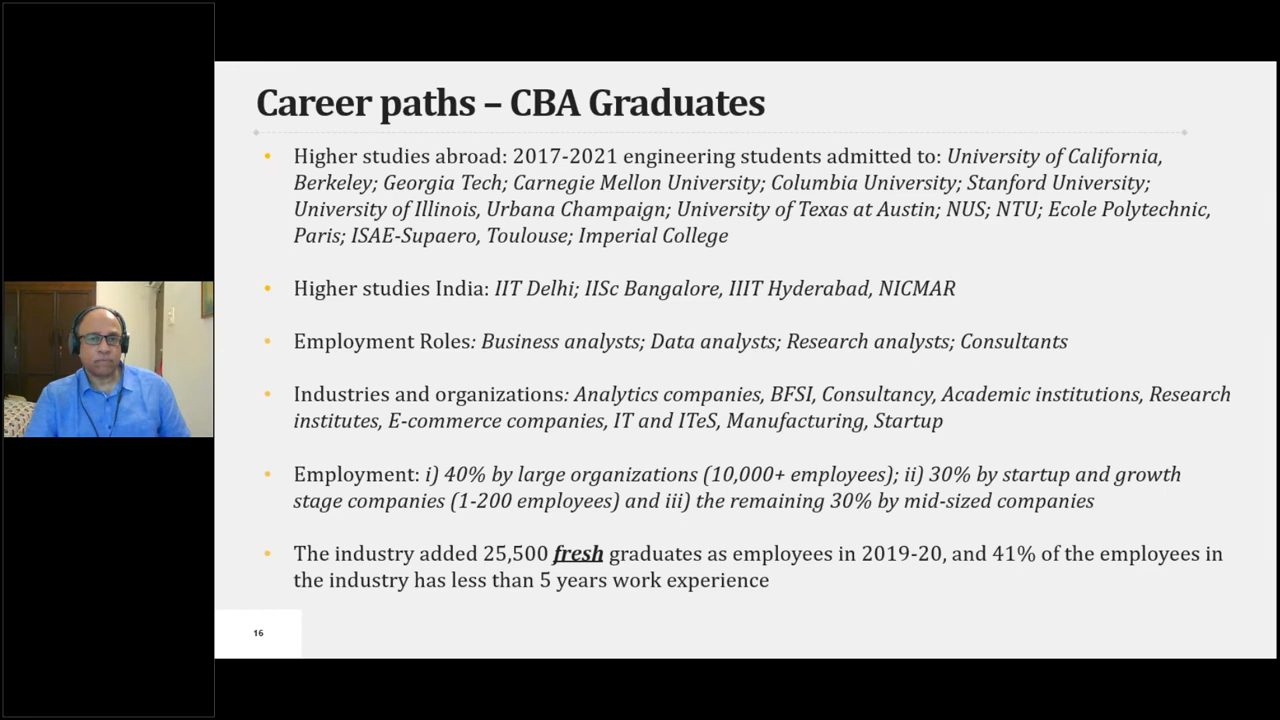 Career paths – CBA Graduates
• Higher studies abroad: 2017-2021 engineering students admitted to: University of California,
Berkeley; Georgia Tech; Carnegie Mellon University; Columbia University; Stanford University;
University of Illinois, Urbana Champaign; University of Texas at Austin; NUS; NTU; Ecole Polytechnic,
Paris; ISAE-Supaero, Toulouse; Imperial College
• Higher studies India: IIT Delhi; IISc Bangalore, IIIT Hyderabad, NICMAR
• Employment Roles: Business analysts; Data analysts; Research analysts; Consultants
• Industries and organizations: Analytics companies, BFSI, Consultancy, Academic institutions, Research
institutes, E-commerce companies, IT and ITeS, Manufacturing, Startup
• Employment: i) 40% by large organizations (10,000+ employees); ii) 30% by startup and growth
stage companies (1-200 employees) and iii) the remaining 30% by mid-sized companies
• The industry added 25,500 fresh graduates as employees in 2019-20, and 41% of the employees in
the industry has less than 5 years work experience
16